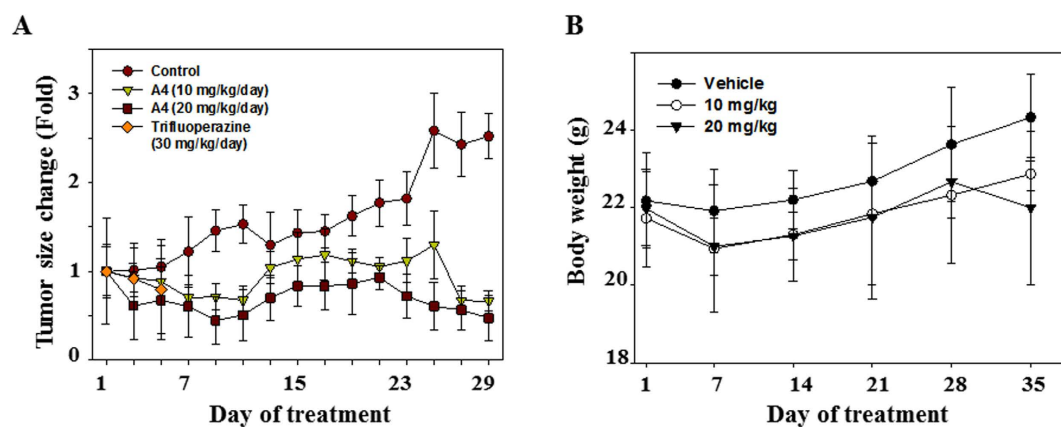 A
Tumor size change (Fold)
3
2
1
0
Control
A4 (10 mg/kg/day)
A4 (20 mg/kg/day)
Trifluoperazine
(30 mg/kg/day)
1 7 15 23 29
Day of treatment
B
Body weight (g)
24
22
20
18
Vehicle
10 mg/kg
20 mg/kg
1 7 14 21 28 35
Day of treatment